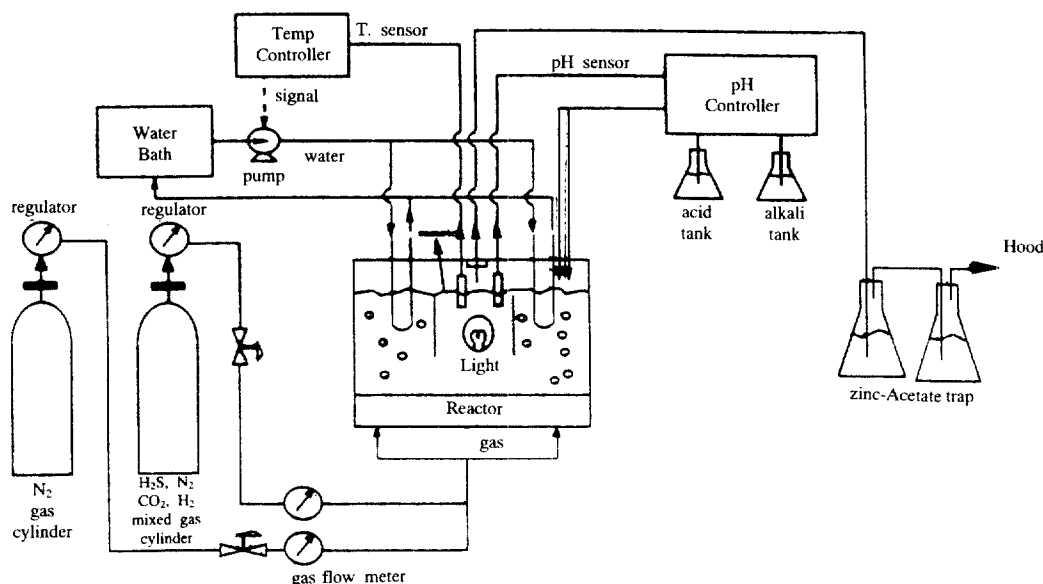 T. sensor
Temp
Controller
pH sensor
pH
Controller
signal
Water
Bath
water
pump
regulator
regulator
acid
tank
alkali
tank
Hood
Light
zinc-Acetate trap
Reactor
gas
N₂
gas
cylinder
H₂S, N₂
CO₂, H₂
mixed gas
cylinder
gas flow meter